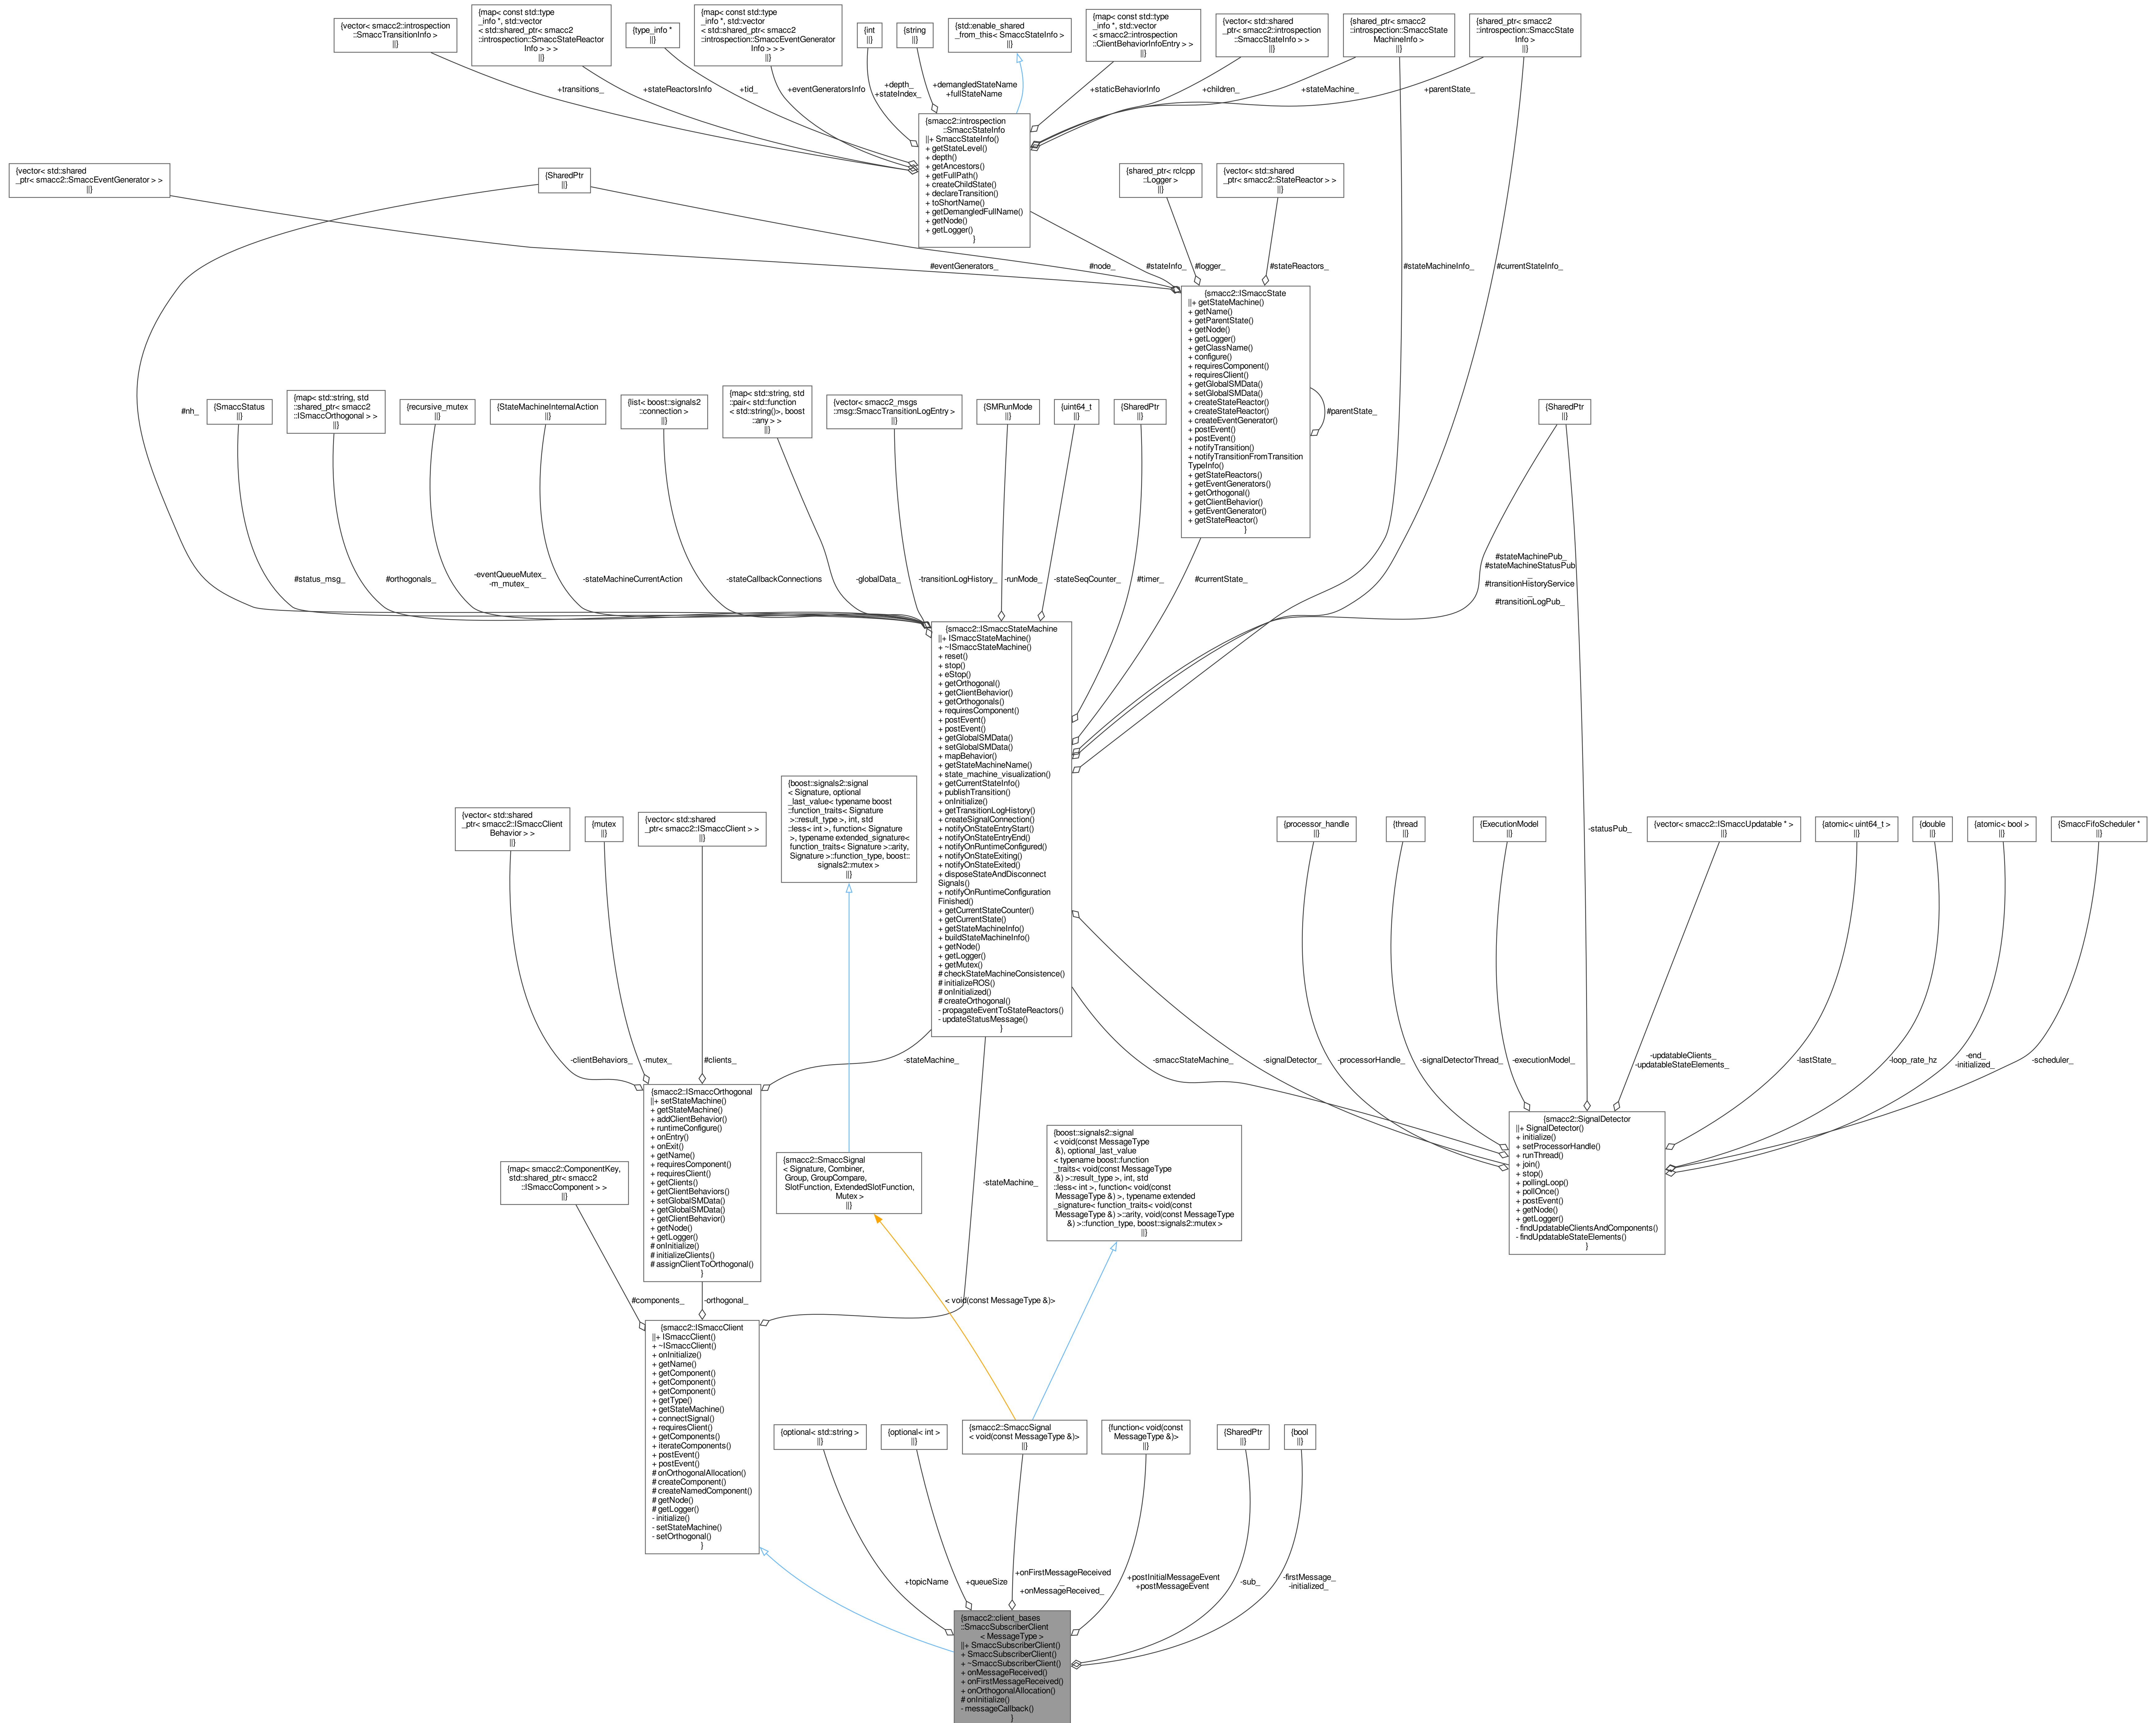 {vector< smacc2::introspection
::SmaccTransitionInfo >
||}
{map< const std::type
_info *, std::vector
< std::shared_ptr< smacc2
::introspection::SmaccStateReactor
Info > > >
||}
{type_info *
||}
{map< const std::type
_info *, std::vector
< std::shared_ptr< smacc2
::introspection::SmaccEventGenerator
Info > > >
||}
{int
||}
{string
||}
{std::enable_shared
_from_this< SmaccStateInfo >
||}
{map< const std::type
_info *, std::vector
< smacc2::introspection
::ClientBehaviorInfoEntry > >
||}
{vector< std::shared
_ptr< smacc2::introspection
::SmaccStateInfo > >
||}
{shared_ptr< smacc2
::introspection::SmaccState
MachineInfo >
||}
{shared_ptr< smacc2
::introspection::SmaccState
Info >
||}
+transitions_
+stateReactorsInfo
+tid_
+eventGeneratorsInfo
+depth_
+stateIndex_
+demangledStateName
+fullStateName
+staticBehaviorInfo
+children_
+stateMachine_
+parentState_
{smacc2::introspection
::SmaccStateInfo
||+ SmaccStateInfo()
+ getStateLevel()
+ depth()
+ getAncestors()
+ getFullPath()
+ createChildState()
+ declareTransition()
+ toShortName()
+ getDemangledFullName()
+ getNode()
+ getLogger()
}
{vector< std::shared
_ptr< smacc2::SmaccEventGenerator > >
||}
{SharedPtr
||}
{shared_ptr< rclcpp
::Logger >
||}
{vector< std::shared
_ptr< smacc2::StateReactor > >
||}
#eventGenerators_
#node_
#stateInfo_
#logger_
#stateReactors_
#stateMachineInfo_
#currentStateInfo_
{smacc2::ISmaccState
||+ getStateMachine()
+ getName()
+ getParentState()
+ getNode()
+ getLogger()
+ getClassName()
+ configure()
+ requiresComponent()
+ requiresClient()
+ getGlobalSMData()
+ setGlobalSMData()
+ createStateReactor()
+ createStateReactor()
+ createEventGenerator()
+ postEvent()
+ postEvent()
+ notifyTransition()
+ notifyTransitionFromTransition
TypeInfo()
+ getStateReactors()
+ getEventGenerators()
+ getOrthogonal()
+ getClientBehavior()
+ getEventGenerator()
+ getStateReactor()
}
#parentState_
#nh_
{SmaccStatus
||}
{map< std::string, std
::shared_ptr< smacc2
::ISmaccOrthogonal > >
||}
{recursive_mutex
||}
{StateMachineInternalAction
||}
{list< boost::signals2
::connection >
||}
{map< std::string, std
::pair< std::function
< std::string()>, boost
::any > >
||}
{vector< smacc2_msgs
::msg::SmaccTransitionLogEntry >
||}
{SMRunMode
||}
{uint64_t
||}
{SharedPtr
||}
{SharedPtr
||}
#status_msg_
#orthogonals_
-eventQueueMutex_
-m_mutex_
-stateMachineCurrentAction
-stateCallbackConnections
-globalData_
-transitionLogHistory_
-runMode_
-stateSeqCounter_
#timer_
#currentState_
#stateMachinePub_
#stateMachineStatusPub
_
#transitionHistoryService
_
#transitionLogPub_
{smacc2::ISmaccStateMachine
||+ ISmaccStateMachine()
+ ~ISmaccStateMachine()
+ reset()
+ stop()
+ eStop()
+ getOrthogonal()
+ getClientBehavior()
+ getOrthogonals()
+ requiresComponent()
+ postEvent()
+ postEvent()
+ getGlobalSMData()
+ setGlobalSMData()
+ mapBehavior()
+ getStateMachineName()
+ state_machine_visualization()
+ getCurrentStateInfo()
+ publishTransition()
+ onInitialize()
+ getTransitionLogHistory()
+ createSignalConnection()
+ notifyOnStateEntryStart()
+ notifyOnStateEntryEnd()
+ notifyOnRuntimeConfigured()
+ notifyOnStateExiting()
+ notifyOnStateExited()
+ disposeStateAndDisconnect
Signals()
+ notifyOnRuntimeConfiguration
Finished()
+ getCurrentStateCounter()
+ getCurrentState()
+ getStateMachineInfo()
+ buildStateMachineInfo()
+ getNode()
+ getLogger()
+ getMutex()
# checkStateMachineConsistence()
# initializeROS()
# onInitialized()
# createOrthogonal()
- propagateEventToStateReactors()
- updateStatusMessage()
}
{vector< std::shared
_ptr< smacc2::ISmaccClient
Behavior > >
||}
{mutex
||}
{vector< std::shared
_ptr< smacc2::ISmaccClient > >
||}
{boost::signals2::signal
< Signature, optional
_last_value< typename boost
::function_traits< Signature
>::result_type >, int, std
::less< int >, function< Signature
>, typename extended_signature<
function_traits< Signature >::arity,
Signature >::function_type, boost::
signals2::mutex >
||}
{processor_handle
||}
{thread
||}
{ExecutionModel
||}
-statusPub_
{vector< smacc2::ISmaccUpdatable * >
||}
{atomic< uint64_t >
||}
{double
||}
{atomic< bool >
||}
{SmaccFifoScheduler *
||}
-clientBehaviors_
-mutex_
#clients_
-stateMachine_
-smaccStateMachine_
-signalDetector_
-processorHandle_
-signalDetectorThread_
-executionModel_
-updatableClients_
-updatableStateElements_
-lastState_
-loop_rate_hz
-end_
-initialized_
-scheduler_
{smacc2::ISmaccOrthogonal
||+ setStateMachine()
+ getStateMachine()
+ addClientBehavior()
+ runtimeConfigure()
+ onEntry()
+ onExit()
+ getName()
+ requiresComponent()
+ requiresClient()
+ getClients()
+ getClientBehaviors()
+ setGlobalSMData()
+ getGlobalSMData()
+ getClientBehavior()
+ getNode()
+ getLogger()
# onInitialize()
# initializeClients()
# assignClientToOrthogonal()
}
{smacc2::SignalDetector
||+ SignalDetector()
+ initialize()
+ setProcessorHandle()
+ runThread()
+ join()
+ stop()
+ pollingLoop()
+ pollOnce()
+ postEvent()
+ getNode()
+ getLogger()
- findUpdatableClientsAndComponents()
- findUpdatableStateElements()
}
{map< smacc2::ComponentKey,
std::shared_ptr< smacc2
::ISmaccComponent > >
||}
{smacc2::SmaccSignal
< Signature, Combiner,
Group, GroupCompare,
SlotFunction, ExtendedSlotFunction,
Mutex >
||}
{boost::signals2::signal
< void(const MessageType
&), optional_last_value
< typename boost::function
_traits< void(const MessageType
&) >::result_type >, int, std
::less< int >, function< void(const
MessageType &) >, typename extended
_signature< function_traits< void(const
MessageType &) >::arity, void(const MessageType
&) >::function_type, boost::signals2::mutex >
||}
-stateMachine_
#components_
-orthogonal_
< void(const MessageType &)>
{smacc2::ISmaccClient
||+ ISmaccClient()
+ ~ISmaccClient()
+ onInitialize()
+ getName()
+ getComponent()
+ getComponent()
+ getComponent()
+ getType()
+ getStateMachine()
+ connectSignal()
+ requiresClient()
+ getComponents()
+ iterateComponents()
+ postEvent()
+ postEvent()
# onOrthogonalAllocation()
# createComponent()
# createNamedComponent()
# getNode()
# getLogger()
- initialize()
- setStateMachine()
- setOrthogonal()
}
{optional< std::string >
||}
{optional< int >
||}
{smacc2::SmaccSignal
< void(const MessageType &)>
||}
{function< void(const
MessageType &)>
||}
{SharedPtr
||}
{bool
||}
+topicName
+queueSize
+onFirstMessageReceived
_
+onMessageReceived_
+postInitialMessageEvent
+postMessageEvent
-sub_
-firstMessage_
-initialized_
{smacc2::client_bases
::SmaccSubscriberClient
< MessageType >
||+ SmaccSubscriberClient()
+ SmaccSubscriberClient()
+ ~SmaccSubscriberClient()
+ onMessageReceived()
+ onFirstMessageReceived()
+ onOrthogonalAllocation()
# onInitialize()
- messageCallback()
}